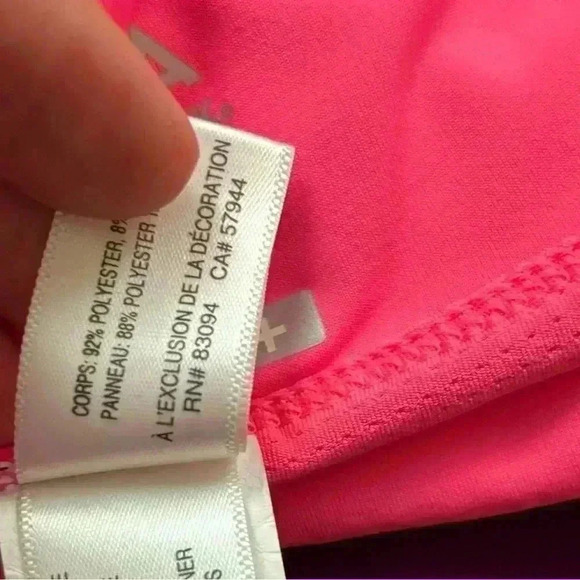 CORPS: 92% POLYESTER, 8%
PANNEAU: 88% POLYESTER
À L'EXCLUSION DE LA DÉCORATION
RN# 83094 CA# 57944